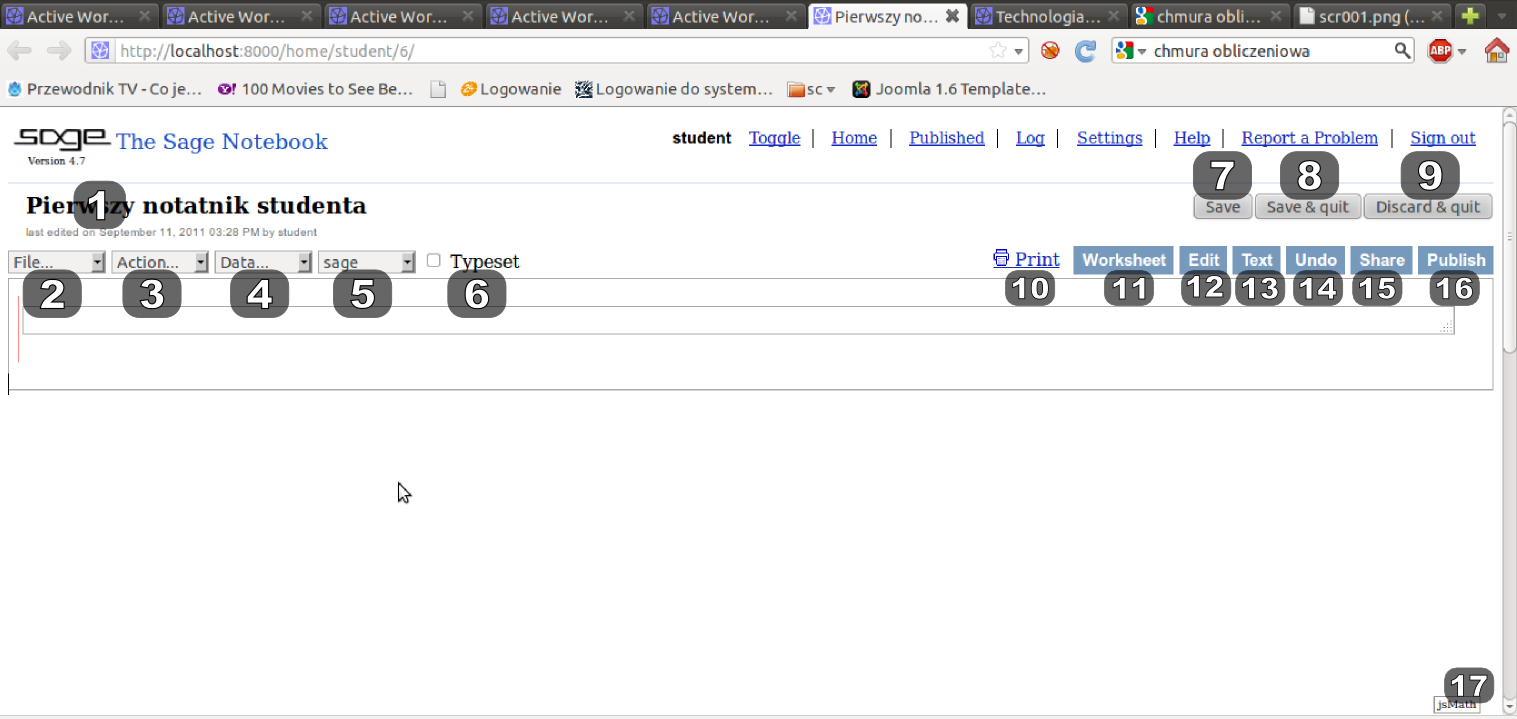 Active Wor... Active Wor... Active Wor... Active Wor... Active Wor... Pierwszy no... Technologia... chmura obli... scr001.png (...
http://localhost:8000/home/student/6/ chmura obliczeniowa ABP
Przewodnik TV - Co je... 100 Movies to See Be... Logowanie Logowanie do system... sc Joomla 1.6 Template...
sage The Sage Notebook student Toggle Home Published Log Settings Help Report a Problem Sign out
Version 4.7
7 8 9
1
Pierwszy notatnik studenta Save Save & quit Discard & quit
last edited on September 11, 2011 03:28 PM by student
File... Action... Data... sage Typeset Print Worksheet Edit Text Undo Share Publish
2 3 4 5 6 10 11 12 13 14 15 16
17
jsMath